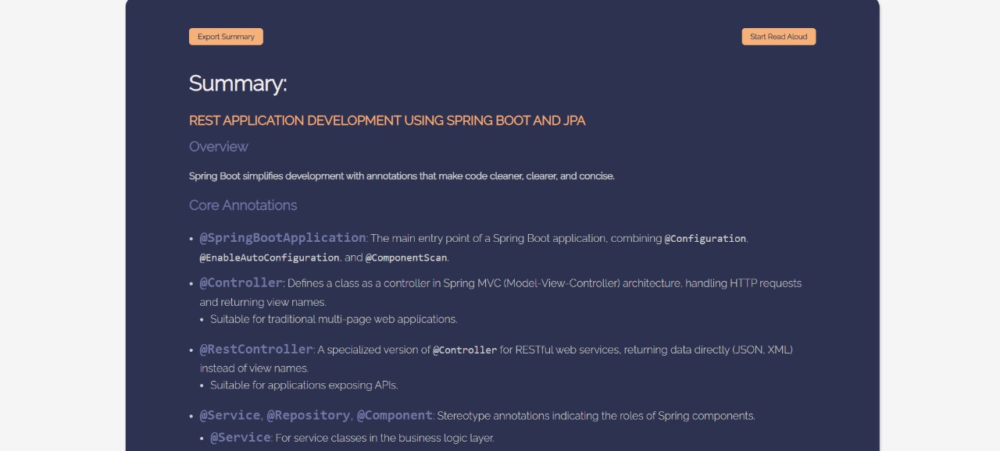 Export Summary
Start Read Aloud
Summary:
REST APPLICATION DEVELOPMENT USING SPRING BOOT AND JPA
Overview
Spring Boot simplifies development with annotations that make code cleaner, clearer, and concise.
Core Annotations
• @SpringBootApplication: The main entry point of a Spring Boot application, combining @Configuration,
@EnableAutoConfiguration, and @ComponentScan.
• @Controller: Defines a class as a controller in Spring MVC (Model-View-Controller) architecture, handling HTTP requests
and returning view names.
• Suitable for traditional multi-page web applications.
• @RestController: A specialized version of @Controller for RESTful web services, returning data directly (JSON, XML)
instead of view names.
• Suitable for applications exposing APIs.
• @Service, @Repository, @Component: Stereotype annotations indicating the roles of Spring components.
• @Service: For service classes in the business logic layer.